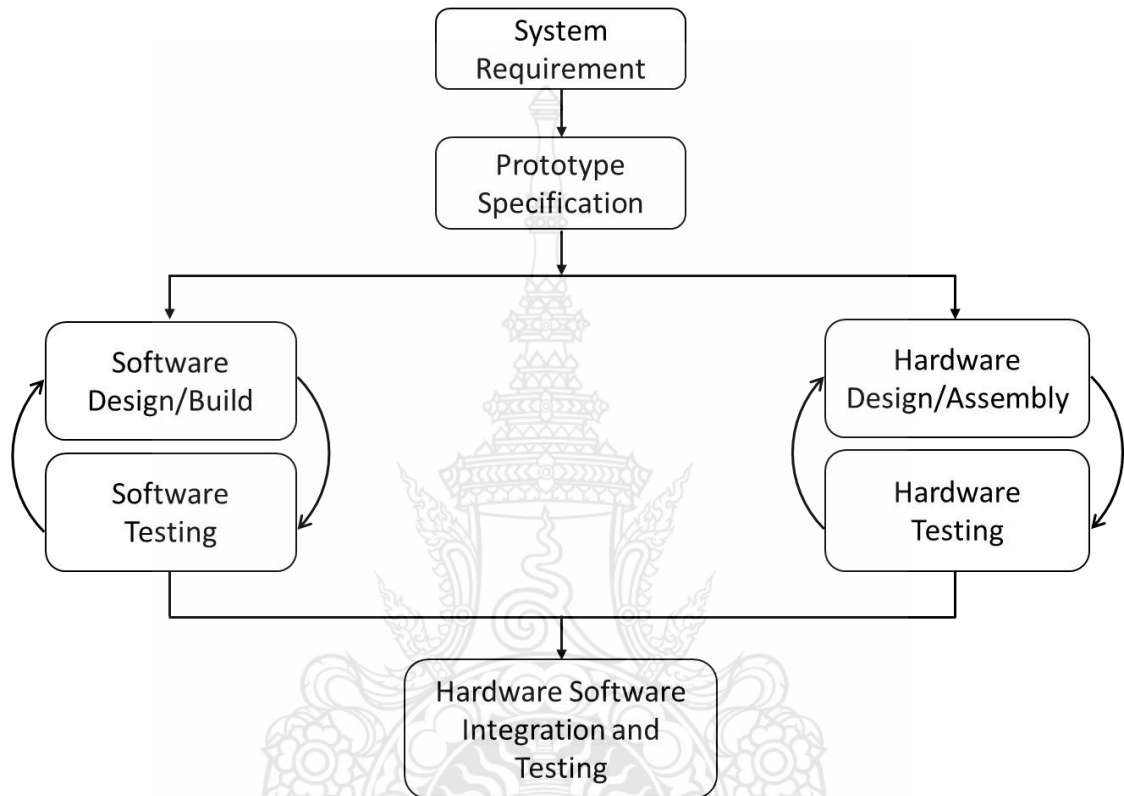 System
Requirement
Prototype
Specification
Software
Design/Build
Hardware
Design/Assembly
Software
Testing
Hardware
Testing
Hardware Software
Integration and
Testing